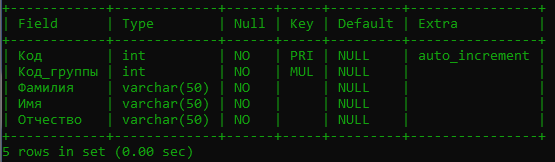 +------------+-------------+------+-----+---------+----------------+
| Field      | Type        | Null | Key | Default | Extra          |
+------------+-------------+------+-----+---------+----------------+
| Код        | int         | NO   | PRI | NULL    | auto_increment |
| Код_группы | int         | NO   | MUL | NULL    |                |
| Фамилия    | varchar(50) | NO   |     | NULL    |                |
| Имя        | varchar(50) | NO   |     | NULL    |                |
| Отчество   | varchar(50) | NO   |     | NULL    |                |
+------------+-------------+------+-----+---------+----------------+
5 rows in set (0.00 sec)